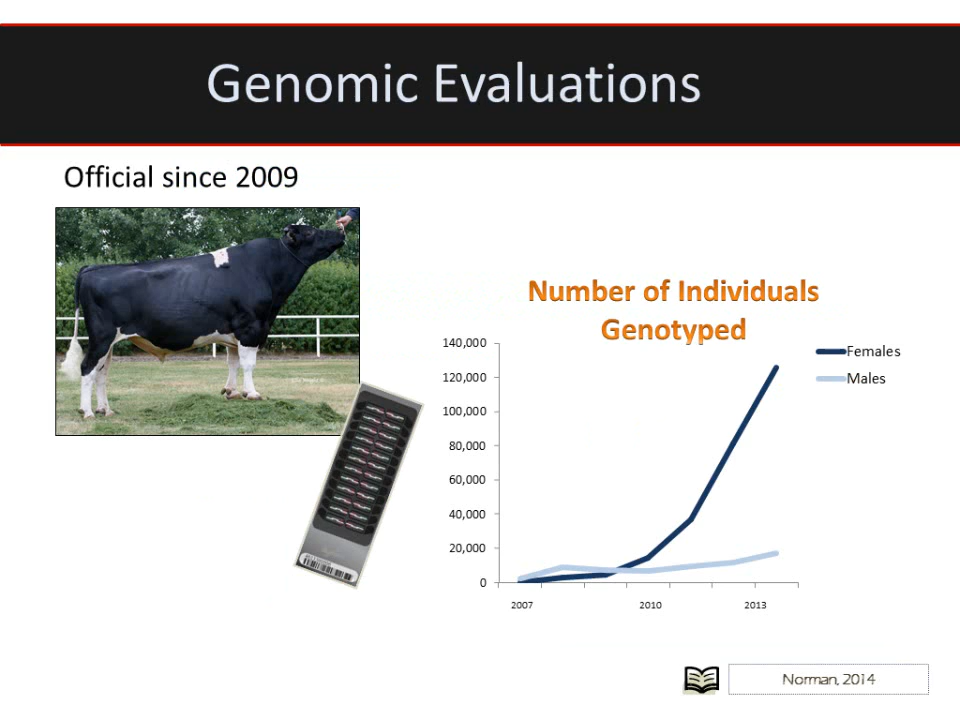 Genomic Evaluations
Official since 2009
Number of Individuals
Genotyped
140,000
120,000
100,000
80,000
60,000
40,000
20,000
0
2007
2010
2013
Females
Males
Norman, 2014